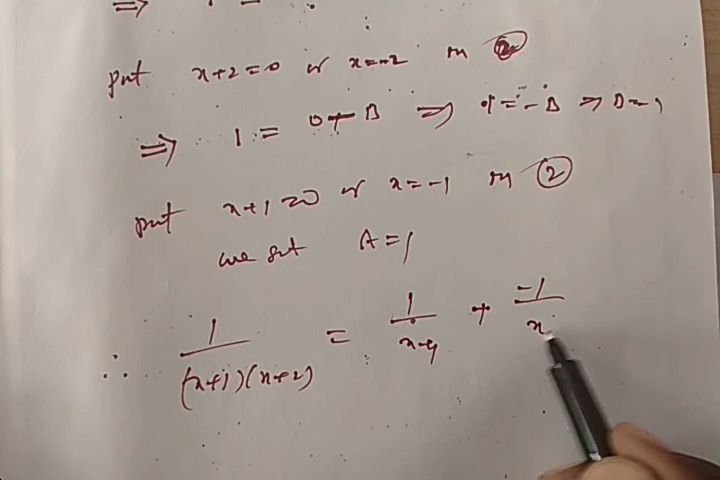 put x+2=0 or x=-2 in ②
⇒ 1 = 0 - B ⇒ 1 = -B ⇒ B=-1
put x+1=0 or x=-1 in ②
we get A=1
∴ 1/(x+1)(x+2) = 1/x+1 + -1/x